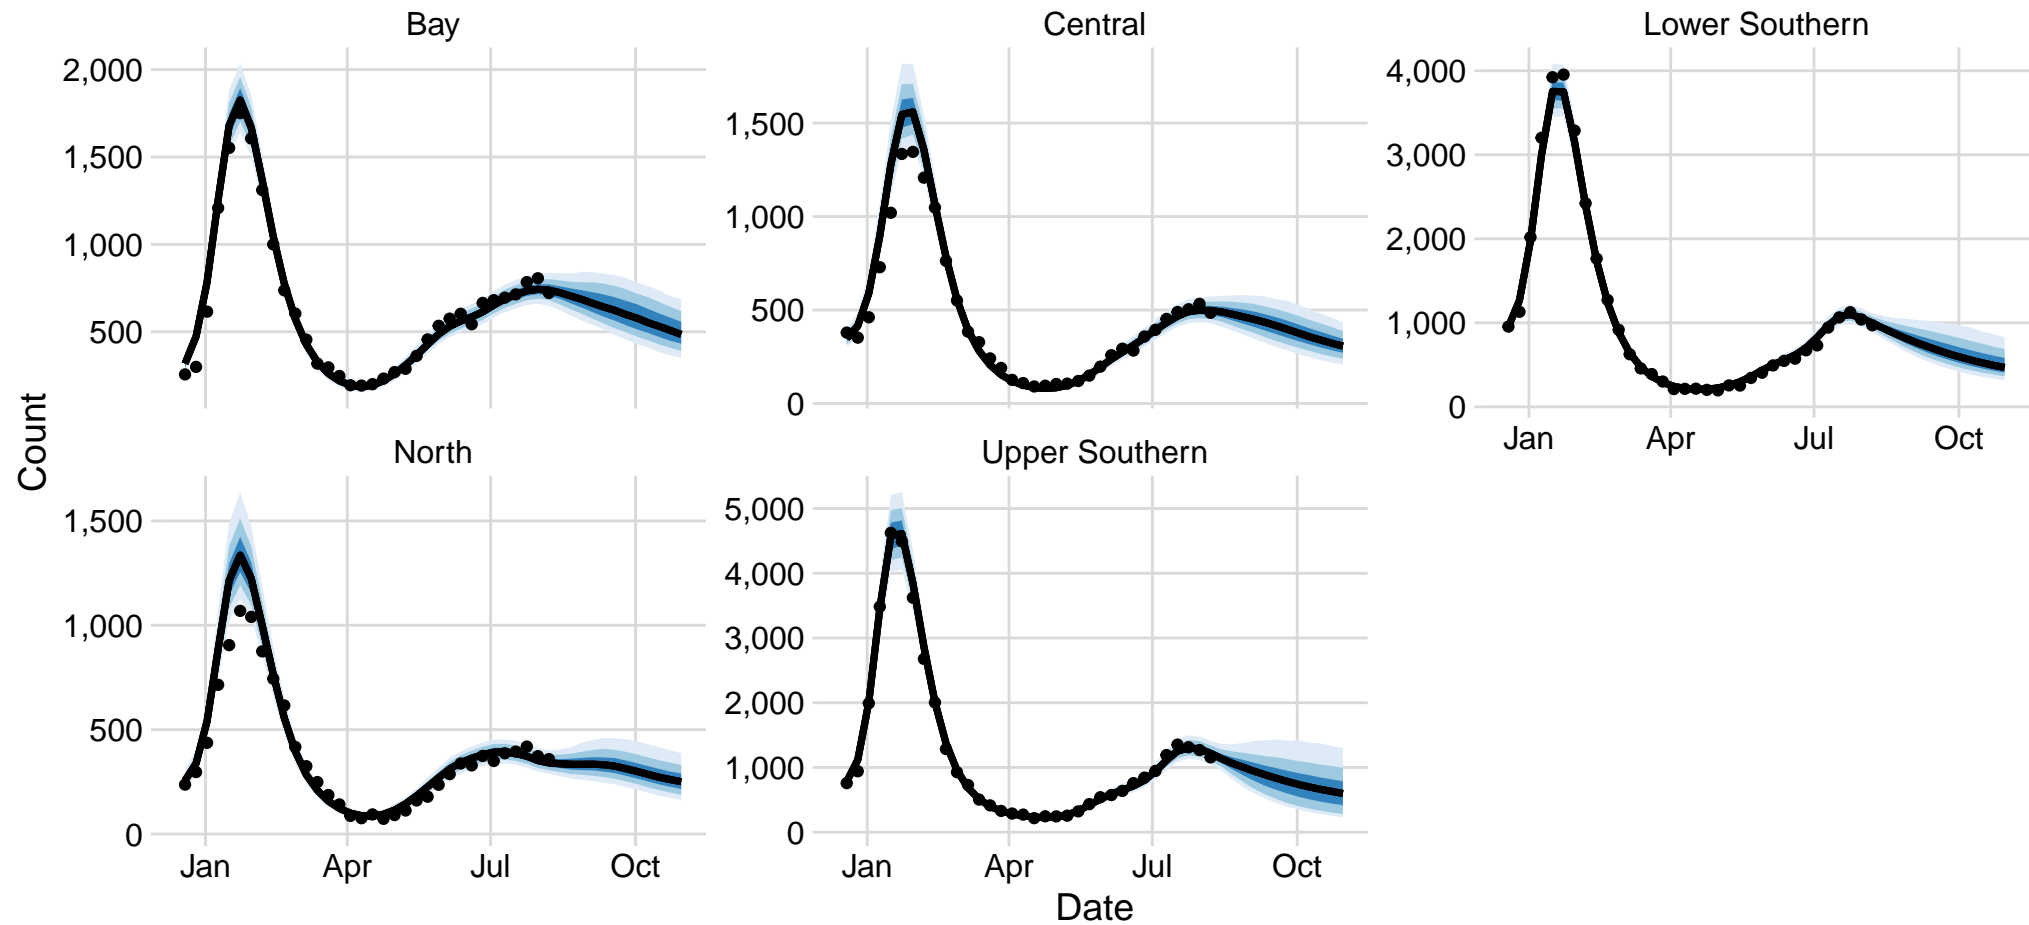 Bay
Central
Lower Southern
2,000
1,500
1,000
500
1,500
1,000
500
0
4,000
3,000
2,000
1,000
0
Jan Apr Jul Oct
Count
North
Upper Southern
1,500
1,000
500
0
Jan Apr Jul Oct
5,000
4,000
3,000
2,000
1,000
0
Jan Apr Jul Oct
Date